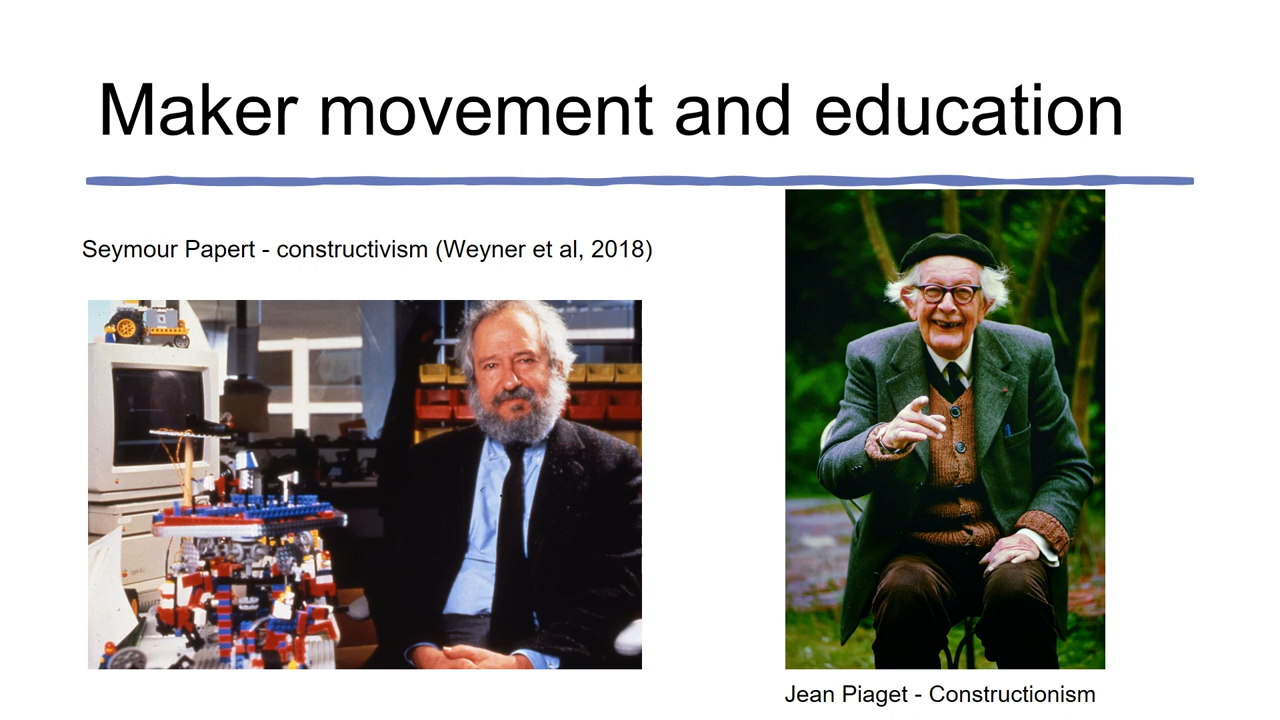 Maker movement and education
Seymour Papert - constructivism (Weyner et al, 2018)
Jean Piaget - Constructionism